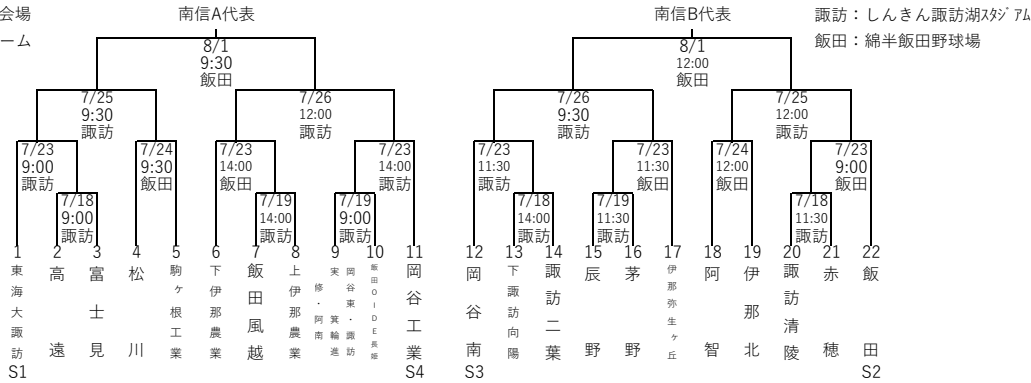 会場
南信A代表
南信B代表
諏訪：しんきん諏訪湖ｽﾀｼﾞｱﾑ
ーム
飯田：綿半飯田野球場
8/1
9:30
飯田
8/1
12:00
飯田
7/25
9:30
諏訪
7/26
12:00
諏訪
7/26
9:30
諏訪
7/25
12:00
諏訪
7/23
9:00
諏訪
7/24
9:30
飯田
7/23
14:00
飯田
7/23
14:00
諏訪
7/23
11:30
諏訪
7/23
11:30
飯田
7/24
12:00
飯田
7/23
9:00
飯田
7/18
9:00
諏訪
7/19
14:00
諏訪
7/19
9:00
諏訪
7/18
14:00
諏訪
7/19
11:30
諏訪
7/18
11:30
諏訪
1 2 3 4 5 6 7 8 9 10 11 12 13 14 15 16 17 18 19 20 21 22
東海大諏訪
高遠
富士見
松川
駒ヶ根工業
下伊那農業
飯田風越
上伊那農業
岡谷東・諏訪
実・箕輪進
修・阿南
飯田OIDE長姫
岡谷工業
岡谷南
下諏訪向陽
諏訪二葉
辰野
茅野
伊那弥生ヶ丘
阿智
伊那北
諏訪清陵
赤穂
飯田
S1
S4
S3
S2